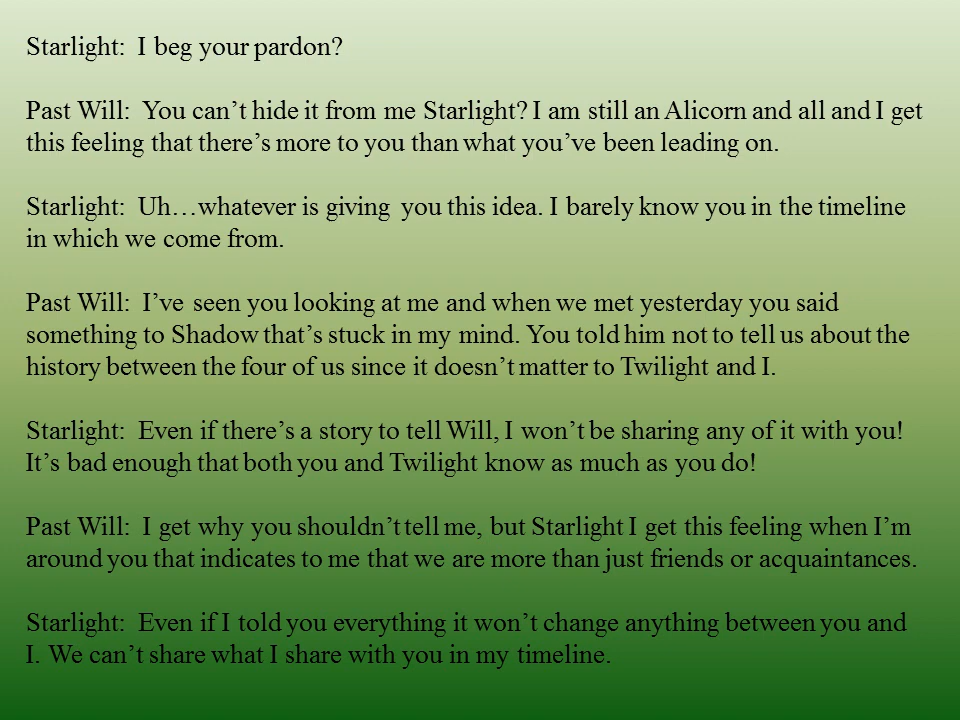 Starlight:  I beg your pardon?
Past Will:  You can’t hide it from me Starlight? I am still an Alicorn and all and I get
this feeling that there’s more to you than what you’ve been leading on.
Starlight:  Uh…whatever is giving you this idea. I barely know you in the timeline
in which we come from.
Past Will:  I’ve seen you looking at me and when we met yesterday you said
something to Shadow that’s stuck in my mind. You told him not to tell us about the
history between the four of us since it doesn’t matter to Twilight and I.
Starlight:  Even if there’s a story to tell Will, I won’t be sharing any of it with you!
It’s bad enough that both you and Twilight know as much as you do!
Past Will:  I get why you shouldn’t tell me, but Starlight I get this feeling when I’m
around you that indicates to me that we are more than just friends or acquaintances.
Starlight:  Even if I told you everything it won’t change anything between you and
I. We can’t share what I share with you in my timeline.